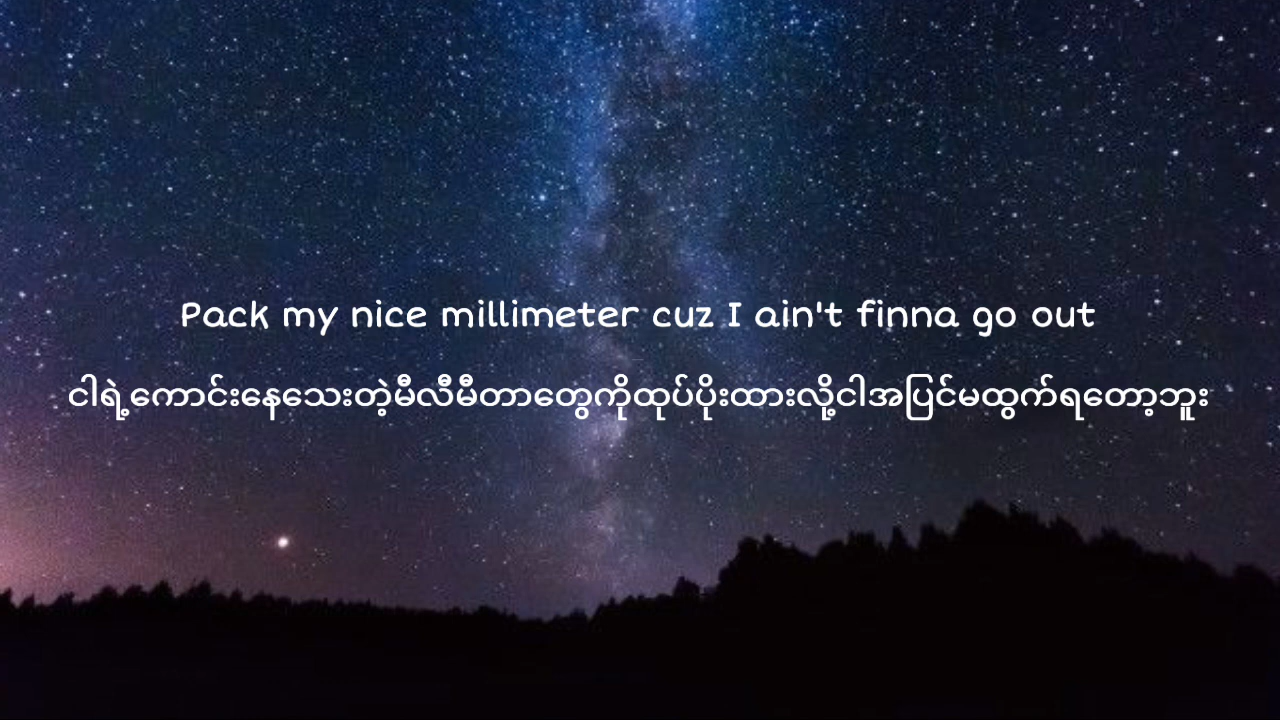 Pack my nice millimeter cuz I ain't finna go out
ငါရဲ့ကောင်းနေသေးတဲ့မီလီမီတာတွေကိုထုပ်ပိုးထားလို့ငါအပြင်မထွက်ရတော့ဘူး